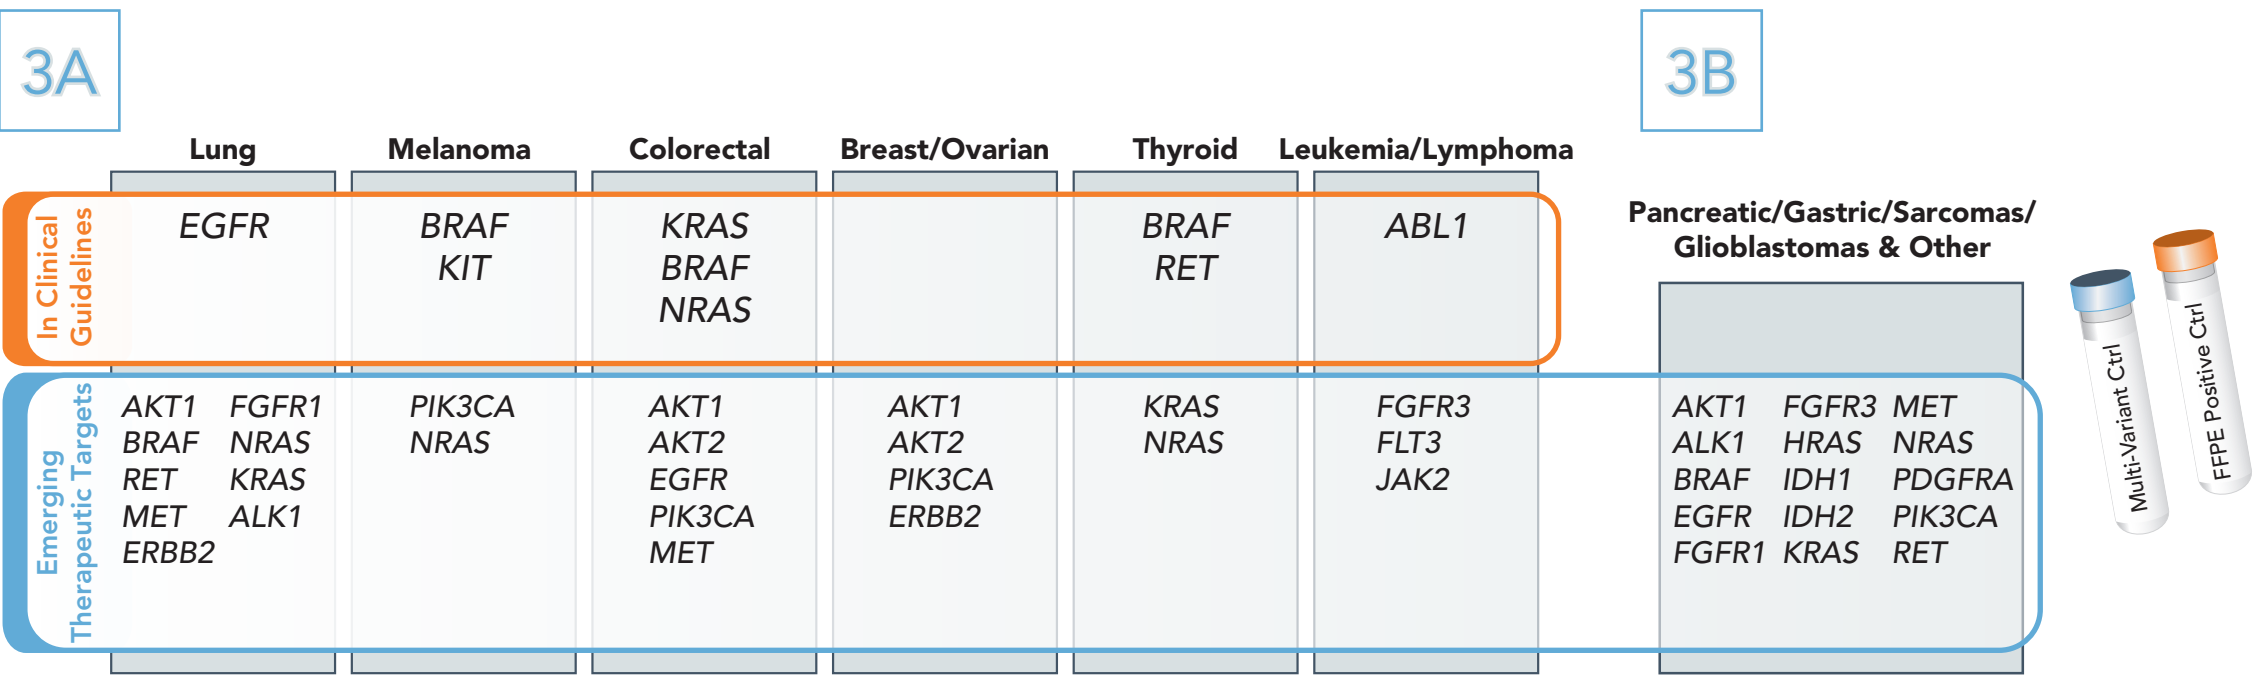 3A
3B
Lung Melanoma Colorectal Breast/Ovarian Thyroid Leukemia/Lymphoma
Pancreatic/Gastric/Sarcomas/
Glioblastomas & Other
In Clinical
Guidelines
EGFR BRAF KRAS BRAF ABL1
KIT BRAF RET
NRAS
Emerging
Therapeutic Targets
AKT1 FGFR1 PIK3CA AKT1 AKT1 KRAS FGFR3 AKT1 FGFR3 MET
BRAF NRAS NRAS AKT2 AKT2 NRAS FLT3 ALK1 HRAS NRAS
RET KRAS EGFR PIK3CA JAK2 BRAF IDH1 PDGFRA
MET ALK1 PIK3CA ERBB2 EGFR IDH2 PIK3CA
ERBB2 MET FGFR1 KRAS RET
Multi-Variant Ctrl
FFPE Positive Ctrl